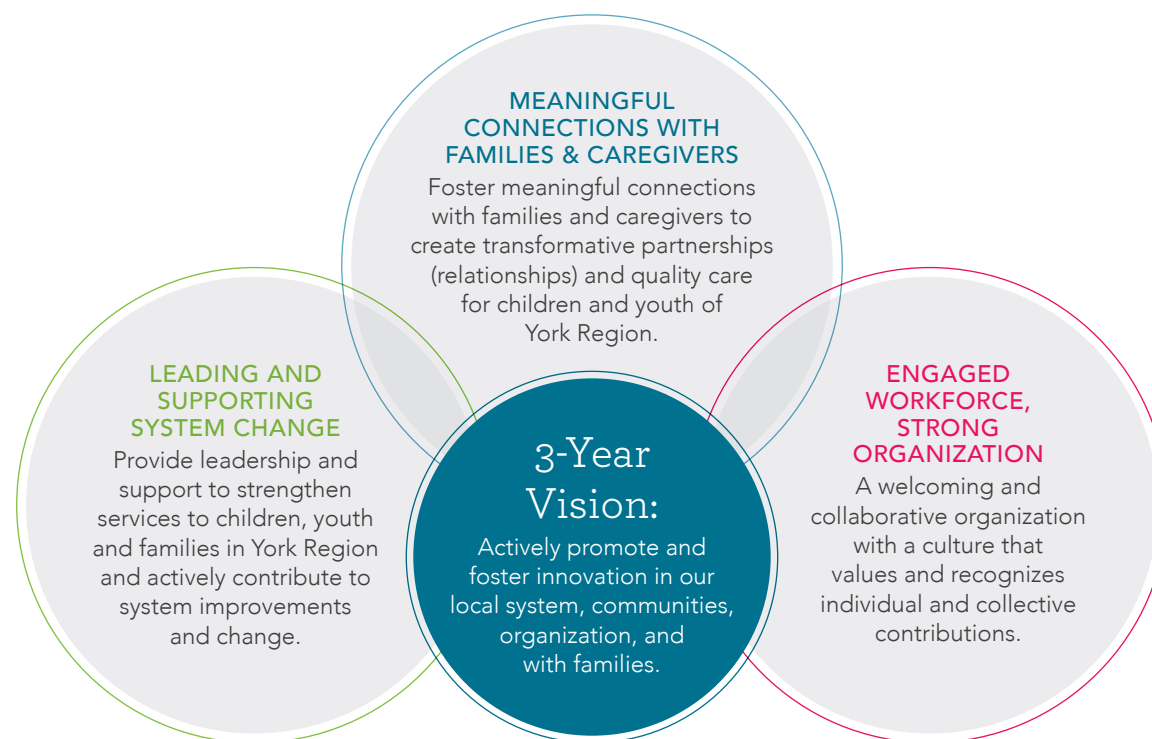 MEANINGFUL
CONNECTIONS WITH
FAMILIES & CAREGIVERS
Foster meaningful connections
with families and caregivers to
create transformative partnerships
(relationships) and quality care
for children and youth of
York Region.
LEADING AND
SUPPORTING
SYSTEM CHANGE
Provide leadership and
support to strengthen
services to children, youth
and families in York Region
and actively contribute to
system improvements
and change.
3-Year
Vision:
Actively promote and
foster innovation in our
local system, communities,
organization, and
with families.
ENGAGED
WORKFORCE,
STRONG
ORGANIZATION
A welcoming and
collaborative organization
with a culture that
values and recognizes
individual and collective
contributions.